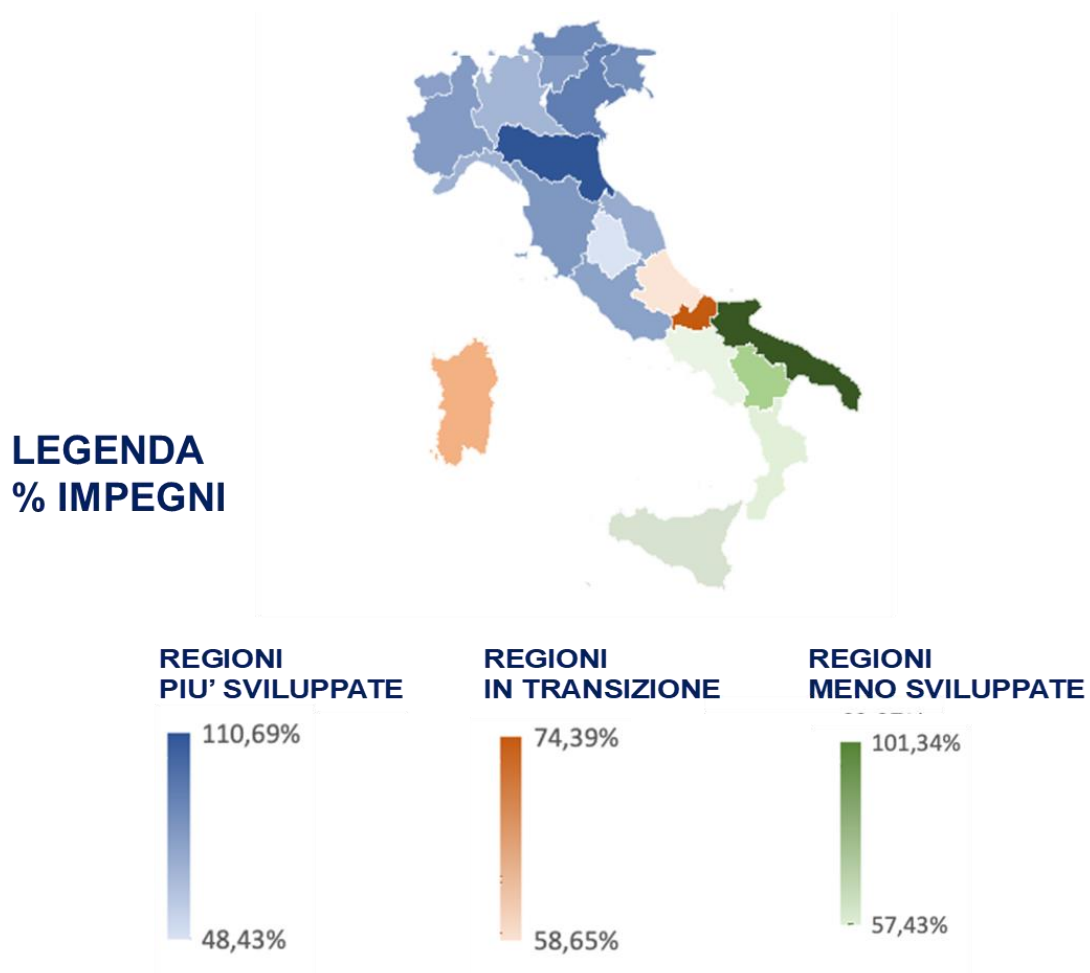 LEGENDA
% IMPEGNI
REGIONI
PIU' SVILUPPATE
REGIONI
IN TRANSIZIONE
REGIONI
MENO SVILUPPATE
110,69%
48,43%
74,39%
58,65%
101,34%
57,43%